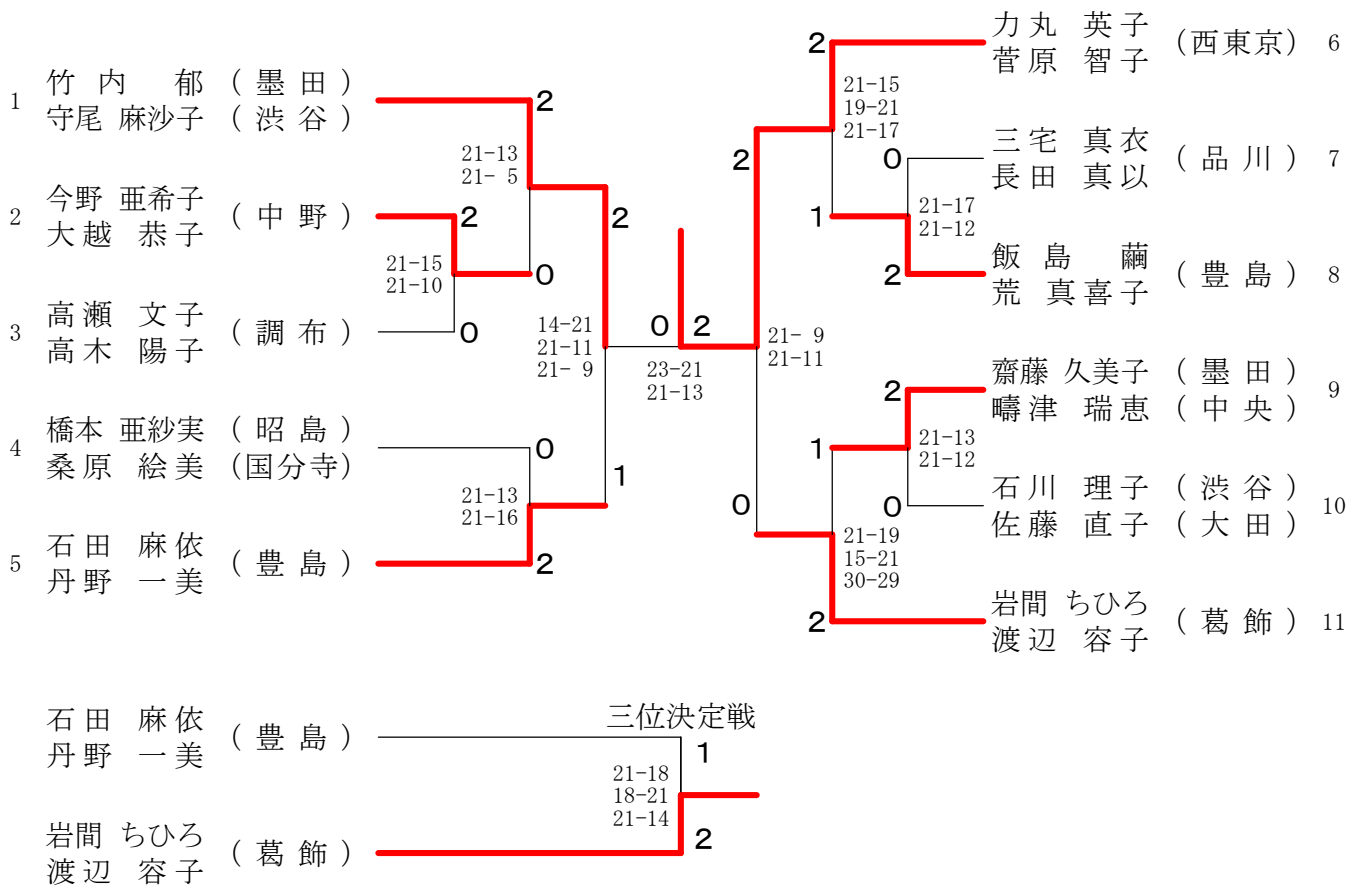 1 竹内 郁 (墨田)
守尾 麻沙子 (渋谷)
2
21-13
21- 5
2 今野 亜希子 (中野)
大越 恭子
2
21-15
21-10
0
3 高瀬 文子 (調布)
高木 陽子
0
2
14-21
21-11
21- 9
4 橋本 亜紗実 (昭島)
桑原 絵美 (国分寺)
0
21-13
21-16
1
5 石田 麻依 (豊島)
丹野 一美
2
0 2
23-21
21-13
力丸 英子 (西東京) 6
菅原 智子
2
21-15
19-21
21-17
2
三宅 真衣 (品川) 7
長田 真以
0
21-17
21-12
1
飯島 繭 (豊島) 8
荒 真喜子
2
21- 9
21-11
齋藤 久美子 (墨田) 9
疇津 瑞恵 (中央)
2
21-13
21-12
1
石川 理子 (渋谷) 10
佐藤 直子 (大田)
0
0
21-19
15-21
30-29
岩間 ちひろ (葛飾) 11
渡辺 容子
2
三位決定戦
石田 麻依 (豊島)
丹野 一美
1
21-18
18-21
21-14
岩間 ちひろ (葛飾)
渡辺 容子
2